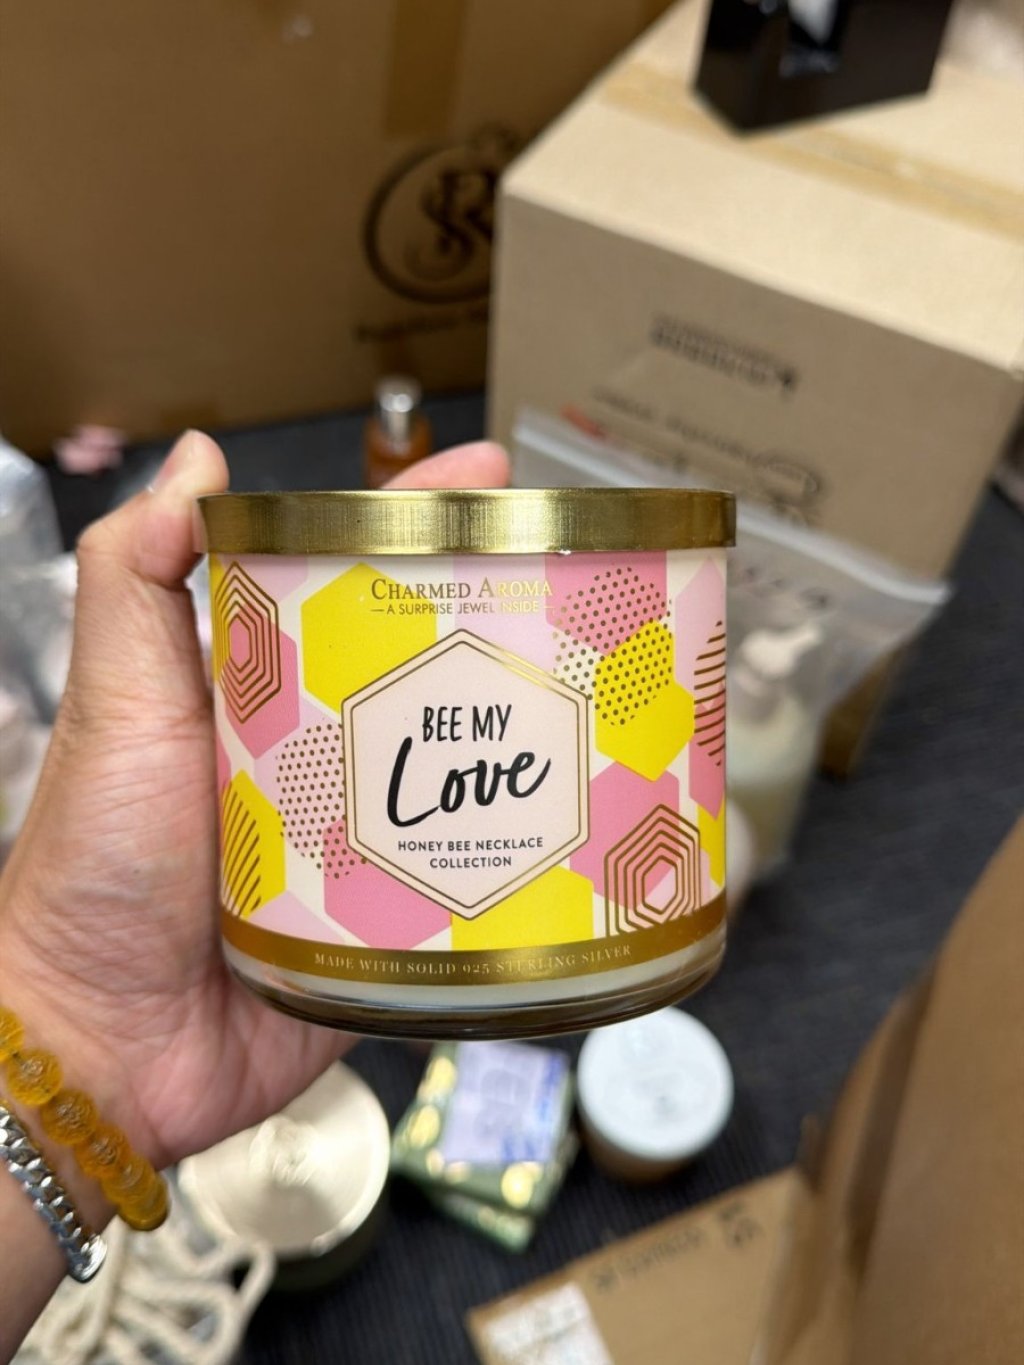 CHARMED AROMA
A SURPRISE JEWEL INSIDE
BEE MY
Love
HONEY BEE NECKLACE
COLLECTION
MADE WITH SOLID 925 STERLING SILVER